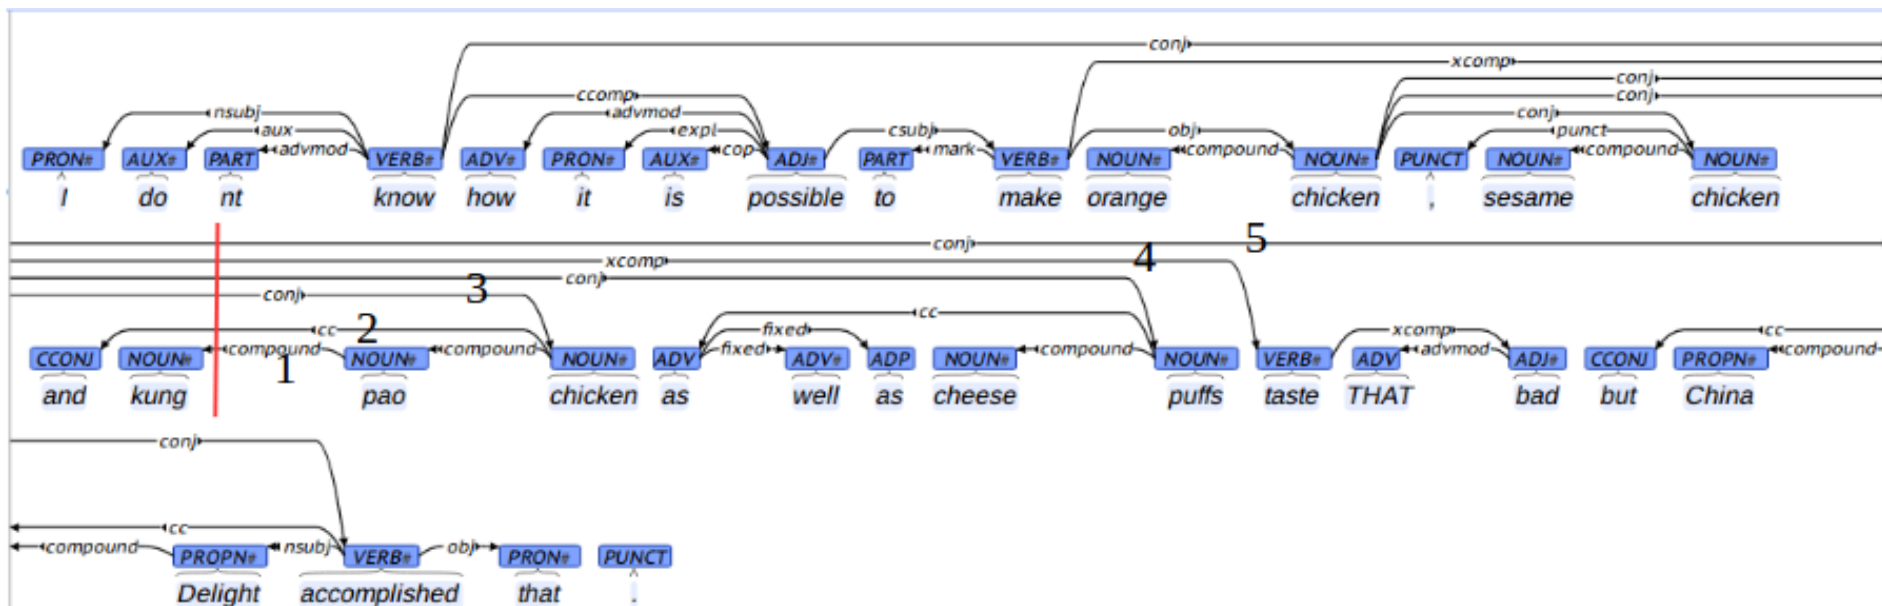 conj
xcomp
conj
ccomp conj
nsubj advmod conj
aux expl csubj obj punct
advmod cop mark compound compound
PRON# AUX# PART VERB# ADV# PRON# AUX# ADJ# PART VERB# NOUN# NOUN# PUNCT NOUN# NOUN#
I do nt know how it is possible to make orange chicken , sesame chicken
conj 5
xcomp 4
conj 3
conj
cc
cc 2 fixed xcomp cc
compound compound fixed compound advmod compound
CCONJ NOUN# NOUN# NOUN# ADV ADV# ADP NOUN# NOUN# VERB# ADV ADJ# CCONJ PROPN#
1
and kung pao chicken as well as cheese puffs taste THAT bad but China
conj
cc
compound nsubj obj
PROPN# VERB# PRON# PUNCT
Delight accomplished that .